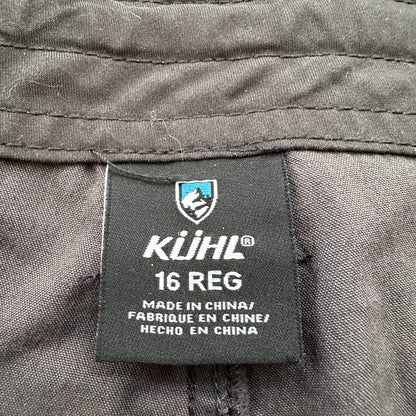 KÜHL®
16 REG
MADE IN CHINA/
FABRIQUE EN CHINE/
HECHO EN CHINA